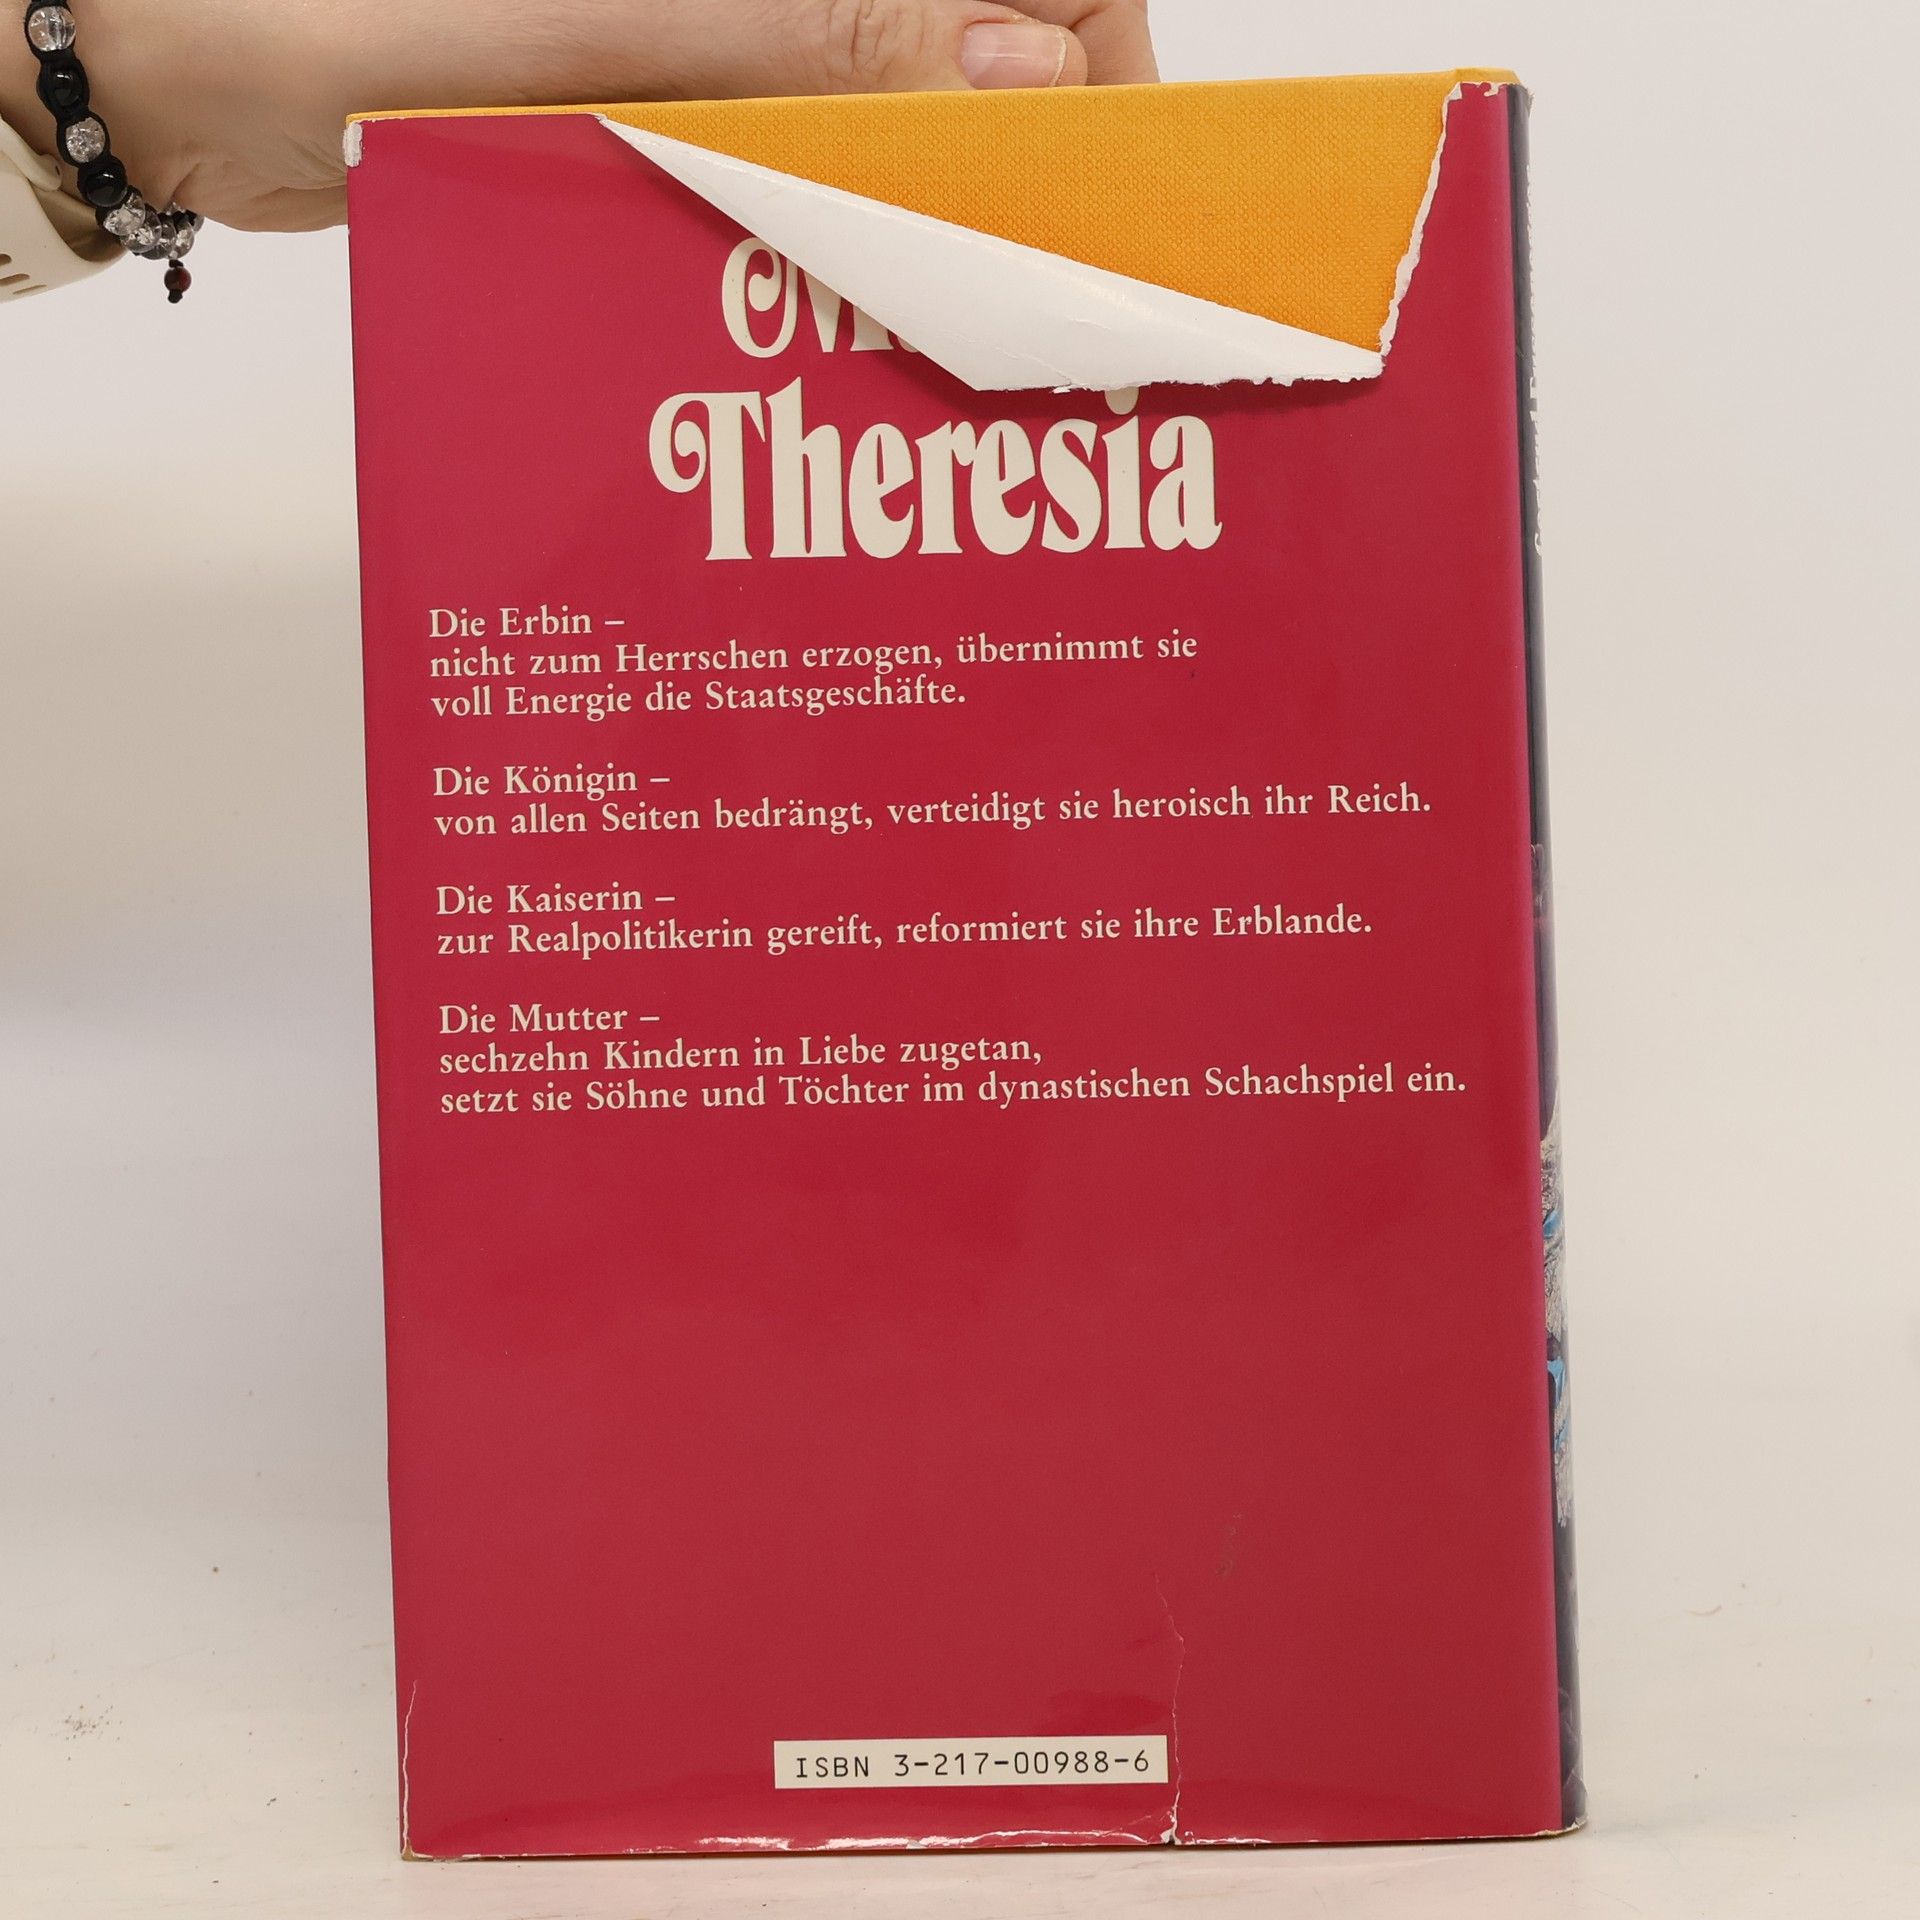 Theresia
Die Erbin –
nicht zum Herrschen erzogen, übernimmt sie
voll Energie die Staatsgeschäfte.
Die Königin –
von allen Seiten bedrängt, verteidigt sie heroisch ihr Reich.
Die Kaiserin –
zur Realpolitikerin gereift, reformiert sie ihre Erblande.
Die Mutter –
sechzehn Kindern in Liebe zugetan,
setzt sie Söhne und Töchter im dynastischen Schachspiel ein.
ISBN 3-217-00988-6